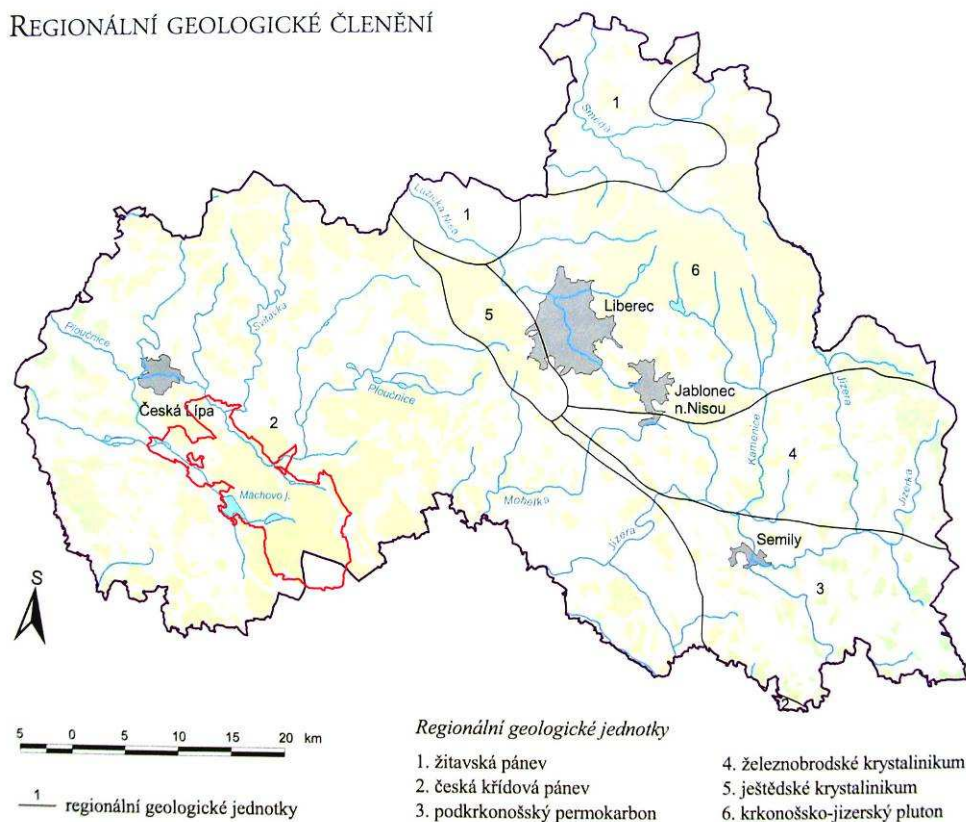 REGIONÁLNÍ GEOLOGICKÉ ČLENĚNÍ
1
Smědá
Lužická Nisa
1
6
Liberec
5
Svitavka
Ploučnice
Ploučnice
Jablonec
n.Nisou
Jizera
Česká Lípa
2
Kamenice
4
Máchovo j.
Mohelka
Jizerka
Jizera
Semily
3
S
2
5 0 5 10 15 20 km
1 regionální geologické jednotky
Regionální geologické jednotky
1. žitavská pánev
2. česká křídová pánev
3. podkrkonošský permokarbon
4. železnobrodské krystalinikum
5. ještědské krystalinikum
6. krkonošsko-jizerský pluton